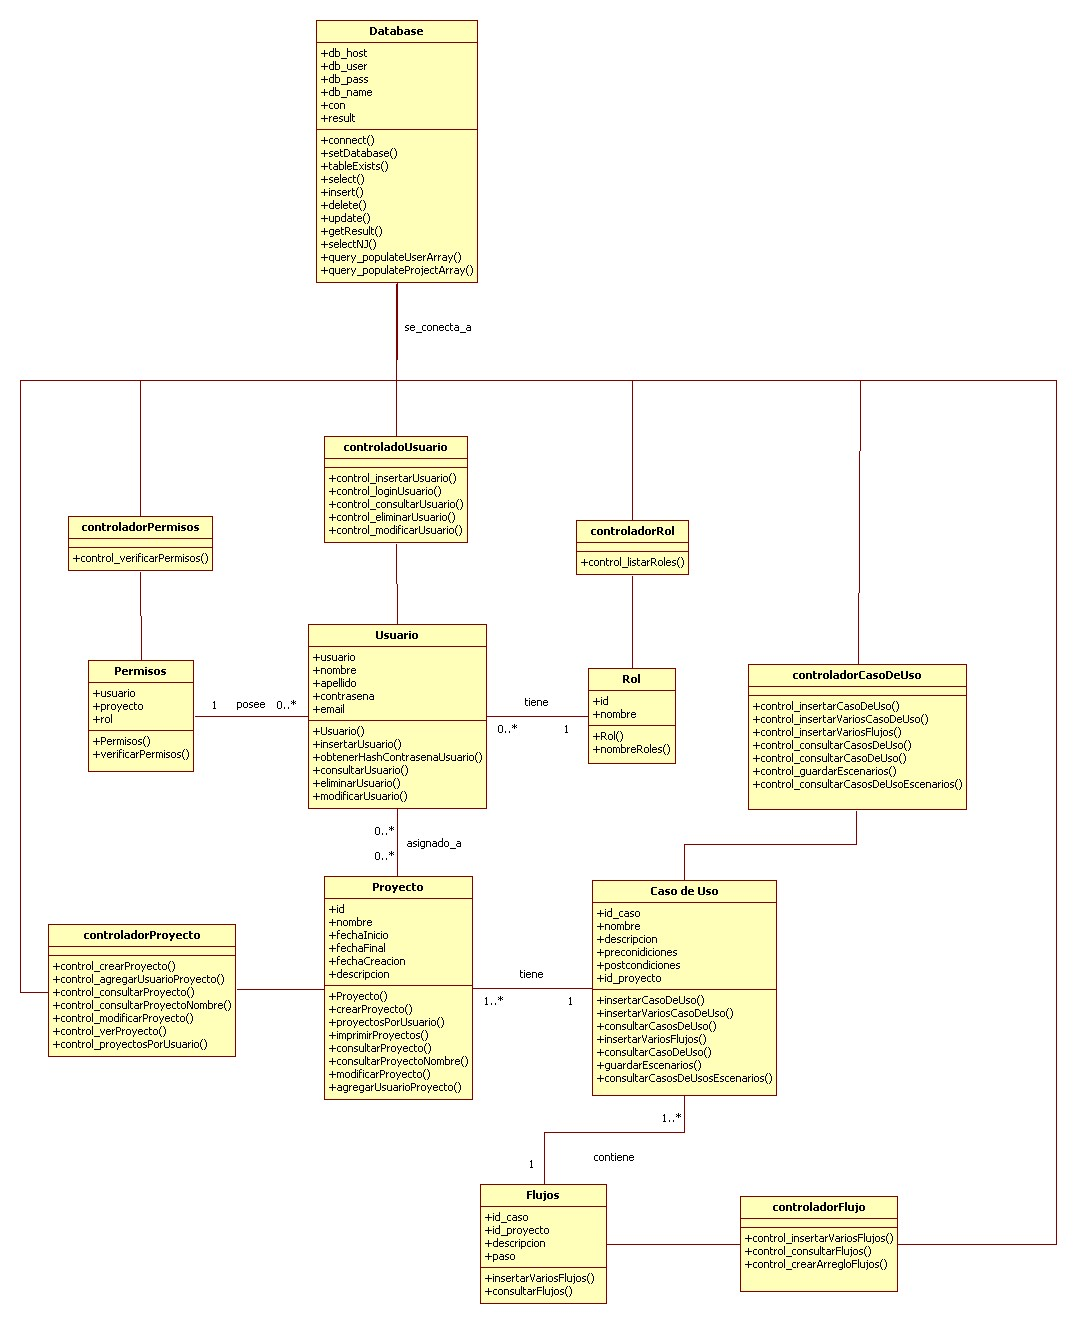 Database
+db_host
+db_user
+db_pass
+db_name
+con
+result
+connect()
+setDatabase()
+tableExists()
+select()
+insert()
+delete()
+update()
+getResult()
+selectNJ()
+query_populateUserArray()
+query_populateProjectArray()
se_conecta_a
controladoUsuario
+control_insertarUsuario()
+control_loginUsuario()
+control_consultarUsuario()
+control_eliminarUsuario()
+control_modificarUsuario()
controladorPermisos
+control_verificarPermisos()
controladorRol
+control_listarRoles()
Permisos
+usuario
+proyecto
+rol
+Permisos()
+verificarPermisos()
1 posee 0..*
Usuario
+usuario
+nombre
+apellido
+contrasena
+email
+Usuario()
+insertarUsuario()
+obtenerHashContrasenaUsuario()
+consultarUsuario()
+eliminarUsuario()
+modificarUsuario()
tiene
0..* 1
Rol
+id
+nombre
+Rol()
+nombreRoles()
controladorCasoDeUso
+control_insertarCasoDeUso()
+control_insertarVariosCasoDeUso()
+control_insertarVariosFlujos()
+control_consultarCasosDeUso()
+control_consultarCasoDeUso()
+control_guardarEscenarios()
+control_consultarCasosDeUsoEscenarios()
0..*
asignado_a
0..*
controladorProyecto
+control_crearProyecto()
+control_agregarUsuarioProyecto()
+control_consultarProyecto()
+control_consultarProyectoNombre()
+control_modificarProyecto()
+control_verProyecto()
+control_proyectosPorUsuario()
Proyecto
+id
+nombre
+fechaInicio
+fechaFinal
+fechaCreacion
+descripcion
+Proyecto()
+crearProyecto()
+proyectosPorUsuario()
+imprimirProyectos()
+consultarProyecto()
+consultarProyectoNombre()
+modificarProyecto()
+agregarUsuarioProyecto()
tiene
1..* 1
Caso de Uso
+id_caso
+nombre
+descripcion
+preconidiciones
+postcondiciones
+id_proyecto
+insertarCasoDeUso()
+insertarVariosCasoDeUso()
+consultarCasosDeUso()
+insertarVariosFlujos()
+consultarCasoDeUso()
+guardarEscenarios()
+consultarCasosDeUsosEscenarios()
1..*
contiene
1
Flujos
+id_caso
+id_proyecto
+descripcion
+paso
+insertarVariosFlujos()
+consultarFlujos()
controladorFlujo
+control_insertarVariosFlujos()
+control_consultarFlujos()
+control_crearArregloFlujos()